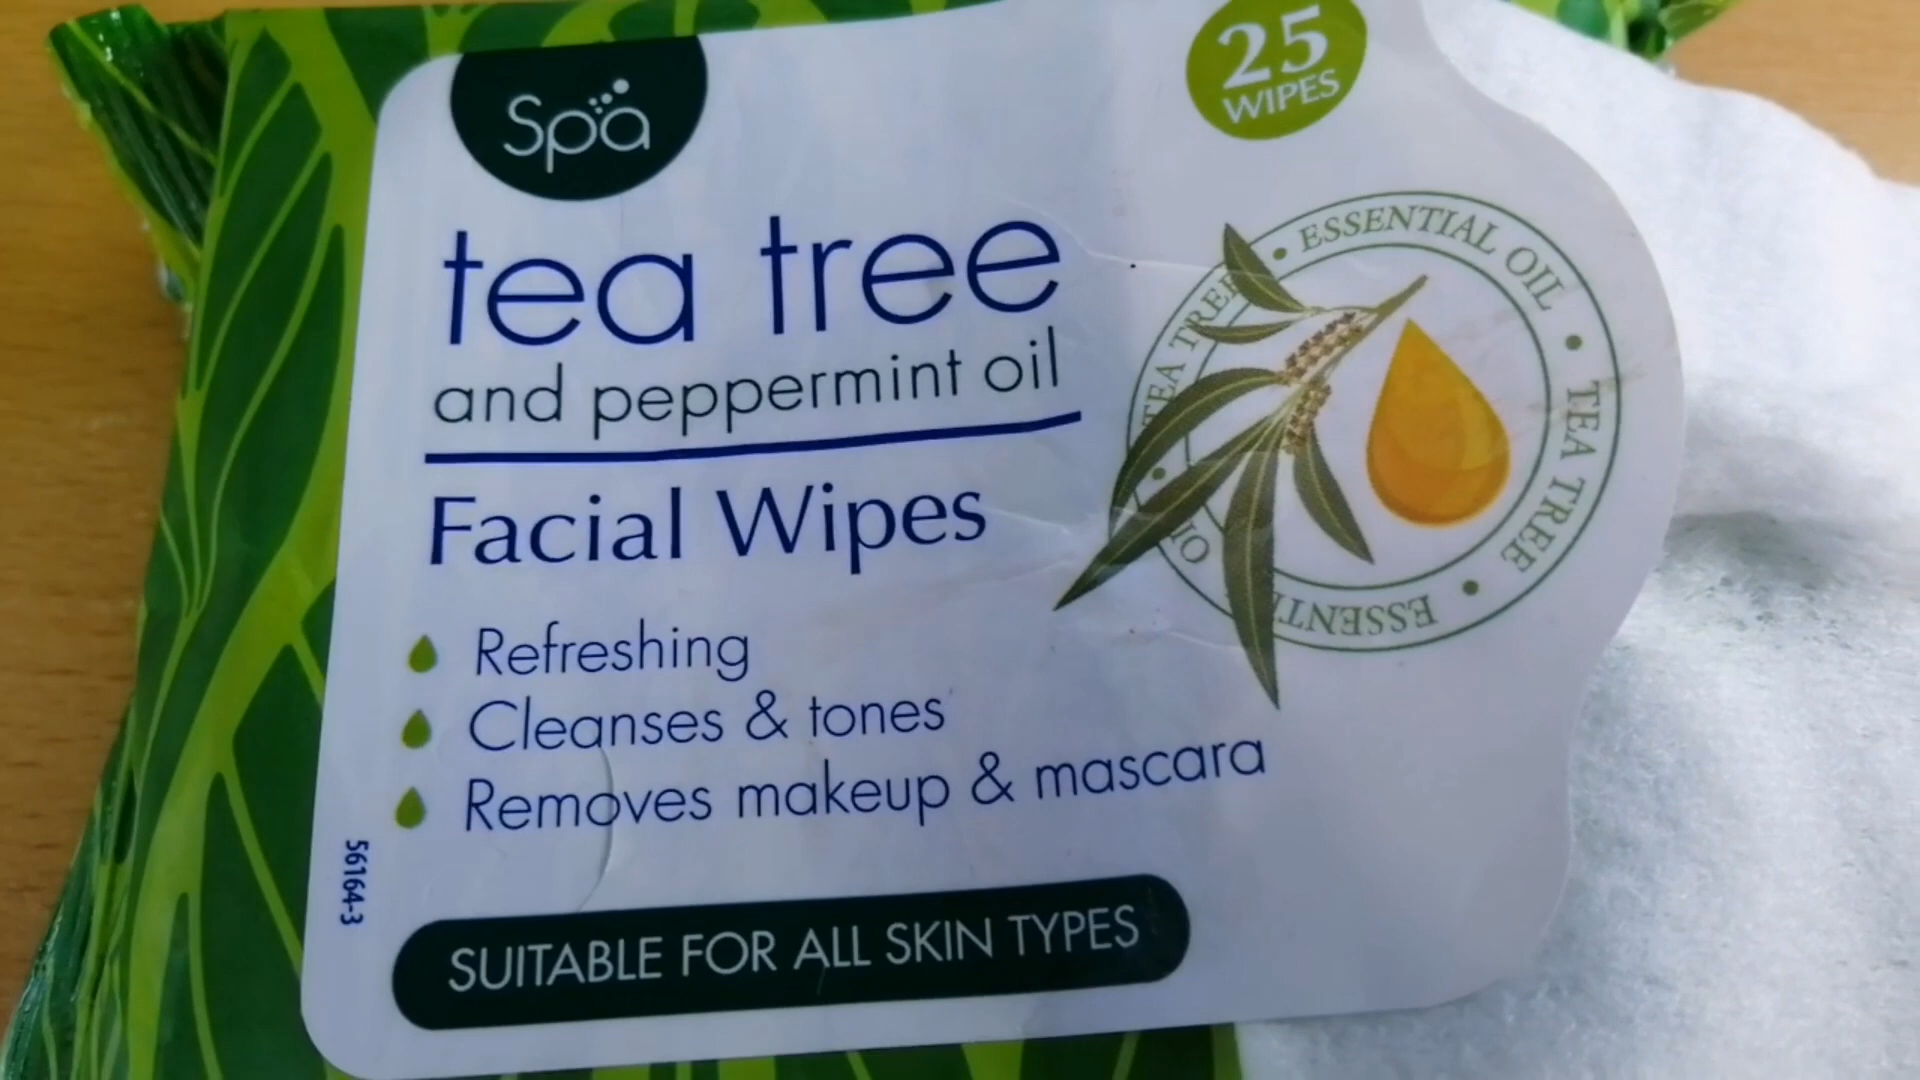 Spa
25
WIPES
tea tree
and peppermint oil
Facial Wipes
ESSENTIAL OIL • TEA TREE • ESSENTI OIL • TEA TREE •
Refreshing
Cleanses & tones
Removes makeup & mascara
56164-3
SUITABLE FOR ALL SKIN TYPES